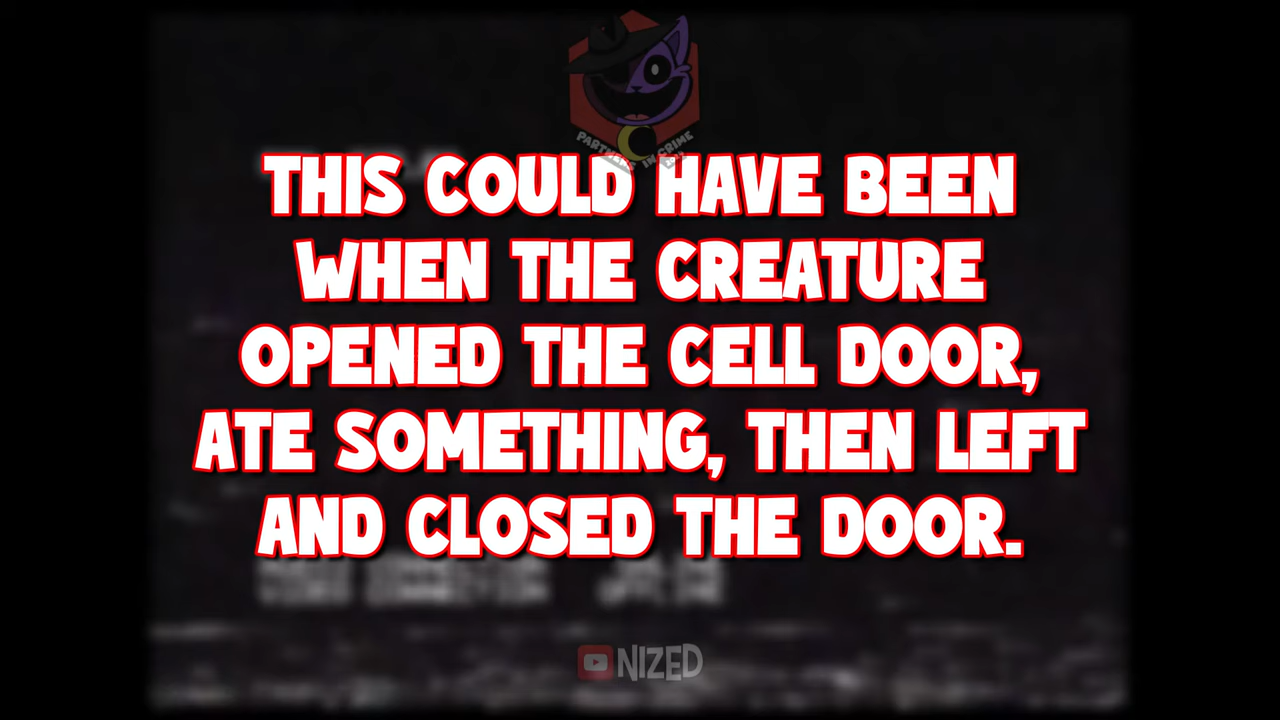 PARTNERS IN CRIME
THIS COULD HAVE BEEN
WHEN THE CREATURE
OPENED THE CELL DOOR,
ATE SOMETHING, THEN LEFT
AND CLOSED THE DOOR.
NIZED